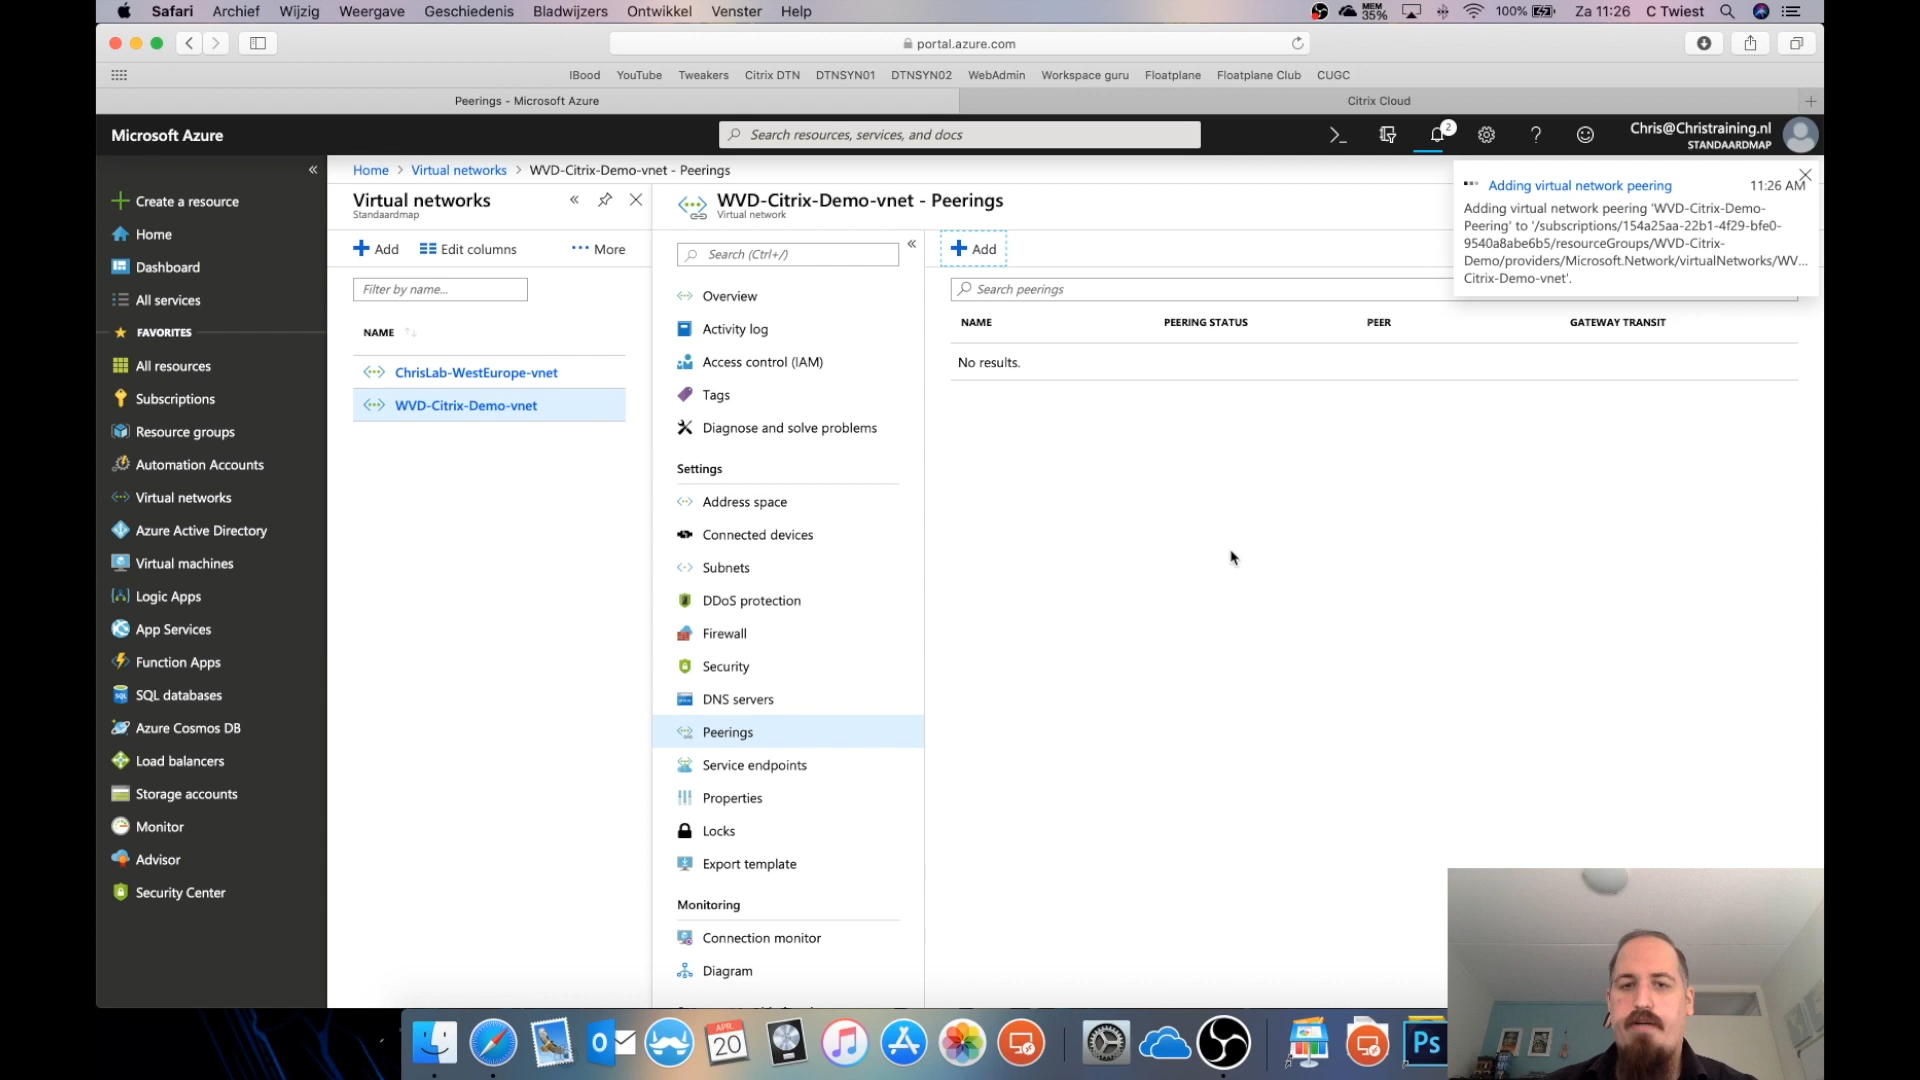 Safari Archief Wijzig Weergave Geschiedenis Bladwijzers Ontwikkel Venster Help MEM 35% 100% Za 11:26 C Twiest
portal.azure.com
IBood YouTube Tweakers Citrix DTN DTNSYN01 DTNSYN02 WebAdmin Workspace guru Floatplane Floatplane Club CUGC
Peerings - Microsoft Azure Citrix Cloud
Microsoft Azure Search resources, services, and docs 2 Chris@Christraining.nl
STANDAARDMAP
Create a resource
Home
Dashboard
All services
FAVORITES
All resources
Subscriptions
Resource groups
Automation Accounts
Virtual networks
Azure Active Directory
Virtual machines
Logic Apps
App Services
Function Apps
SQL databases
Azure Cosmos DB
Load balancers
Storage accounts
Monitor
Advisor
Security Center
Home > Virtual networks > WVD-Citrix-Demo-vnet - Peerings
Virtual networks
Standaardmap
Add Edit columns More
Filter by name...
NAME
ChrisLab-WestEurope-vnet
WVD-Citrix-Demo-vnet
WVD-Citrix-Demo-vnet - Peerings
Virtual network
Search (Ctrl+/)
Overview
Activity log
Access control (IAM)
Tags
Diagnose and solve problems
Settings
Address space
Connected devices
Subnets
DDoS protection
Firewall
Security
DNS servers
Peerings
Service endpoints
Properties
Locks
Export template
Monitoring
Connection monitor
Diagram
Add
Search peerings
NAME PEERING STATUS PEER GATEWAY TRANSIT
No results.
Adding virtual network peering 11:26 AM
Adding virtual network peering 'WVD-Citrix-Demo-
Peering' to '/subscriptions/154a25aa-22b1-4f29-bfe0-
9540a8abe6b5/resourceGroups/WVD-Citrix-
Demo/providers/Microsoft.Network/virtualNetworks/WV...
Citrix-Demo-vnet'.
APR.
20
Ps